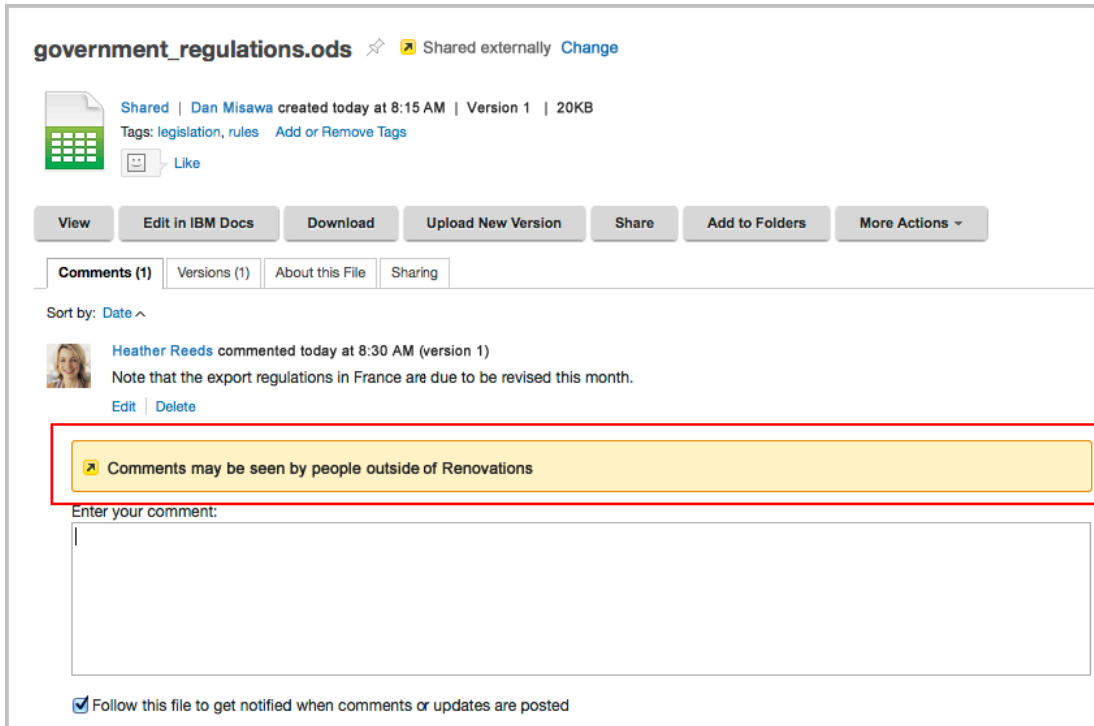 government_regulations.ods Shared externally Change
Shared | Dan Misawa created today at 8:15 AM | Version 1 | 20KB
Tags: legislation, rules Add or Remove Tags
Like
View Edit in IBM Docs Download Upload New Version Share Add to Folders More Actions
Comments (1) Versions (1) About this File Sharing
Sort by: Date
Heather Reeds commented today at 8:30 AM (version 1)
Note that the export regulations in France are due to be revised this month.
Edit | Delete
Comments may be seen by people outside of Renovations
Enter your comment:
Follow this file to get notified when comments or updates are posted